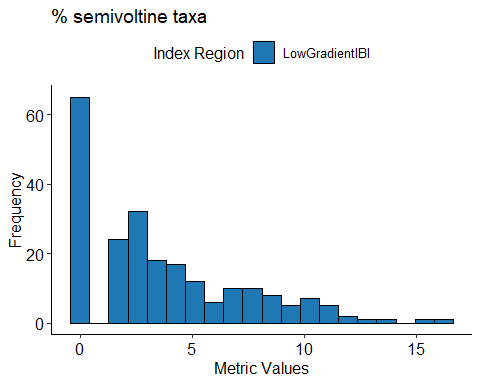 % semivoltine taxa
Index Region LowGradientIBI
60
40
20
0
Frequency
0 5 10 15
Metric Values